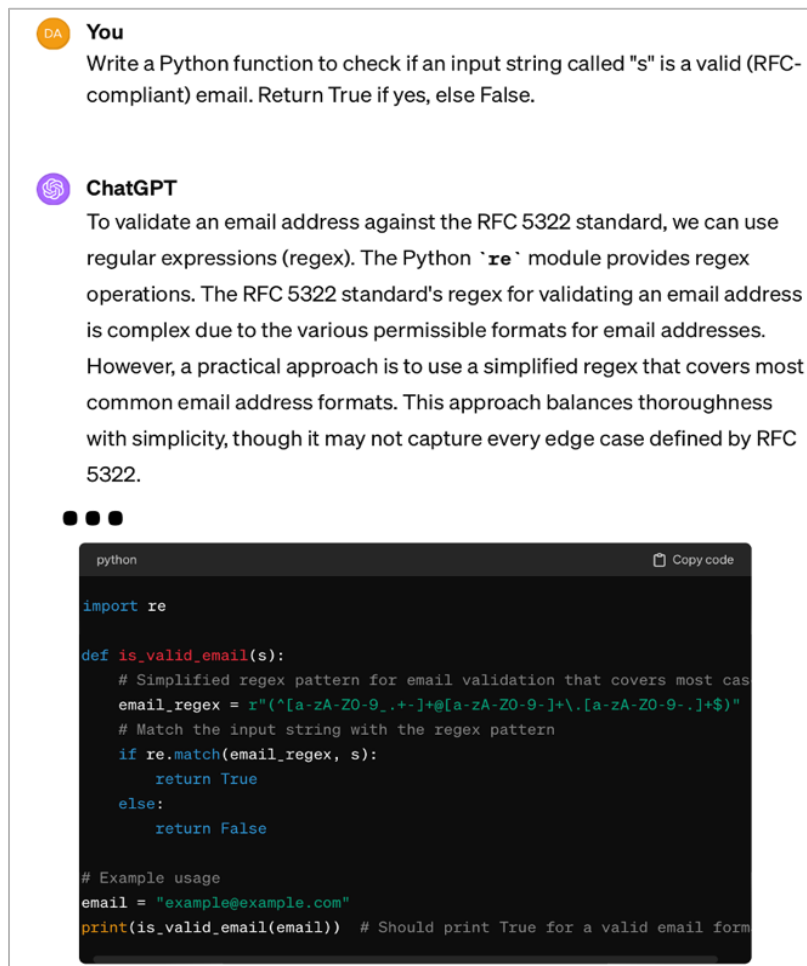 DA You
Write a Python function to check if an input string called "s" is a valid (RFC-
compliant) email. Return True if yes, else False.
ChatGPT
To validate an email address against the RFC 5322 standard, we can use
regular expressions (regex). The Python `re` module provides regex
operations. The RFC 5322 standard's regex for validating an email address
is complex due to the various permissible formats for email addresses.
However, a practical approach is to use a simplified regex that covers most
common email address formats. This approach balances thoroughness
with simplicity, though it may not capture every edge case defined by RFC
5322.
python Copy code
import re
def is_valid_email(s):
    # Simplified regex pattern for email validation that covers most cas
    email_regex = r"(^[a-zA-Z0-9_.+-]+@[a-zA-Z0-9-]+\.[a-zA-Z0-9-.]+$)"
    # Match the input string with the regex pattern
    if re.match(email_regex, s):
        return True
    else:
        return False
# Example usage
email = "example@example.com"
print(is_valid_email(email))  # Should print True for a valid email form